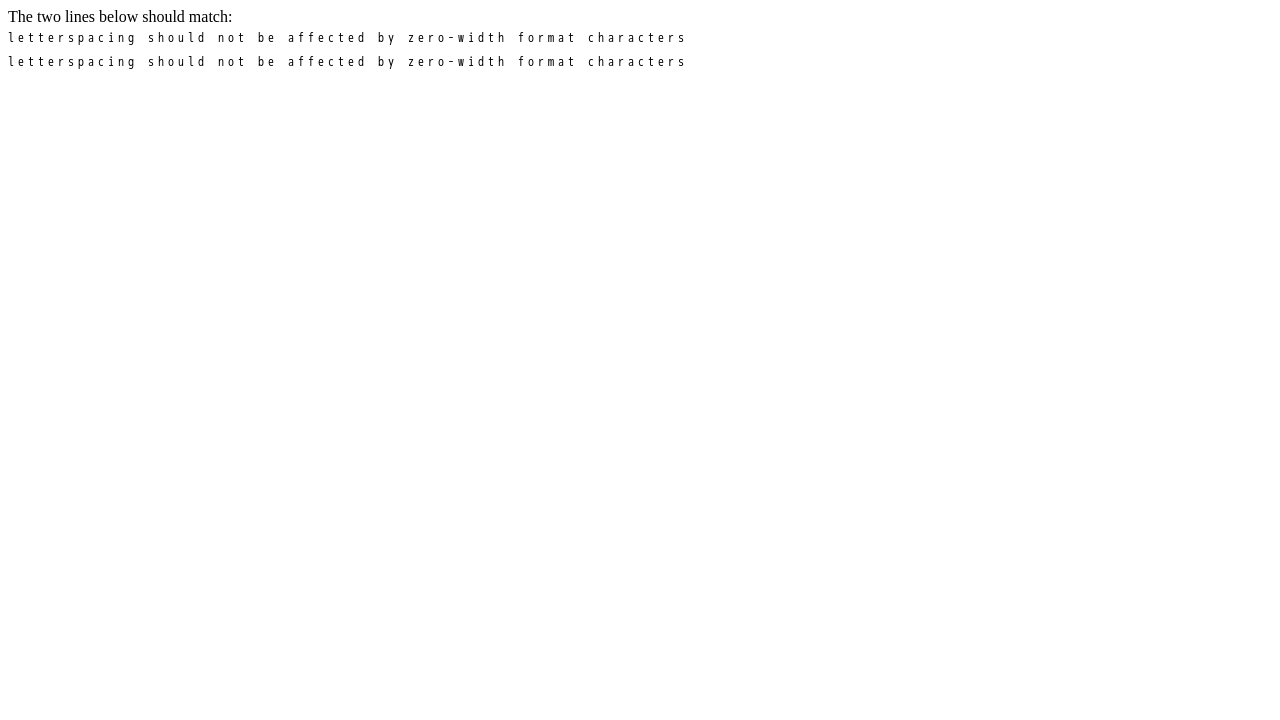 The two lines below should match:
letterspacing should not be affected by zero-width format characters
letterspacing should not be affected by zero-width format characters